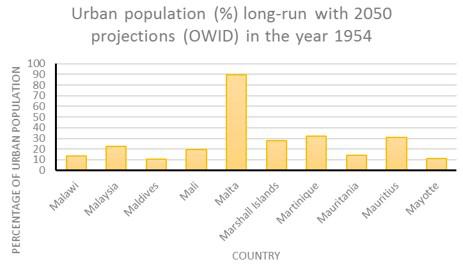 Urban population (%) long-run with 2050
projections (OWID) in the year 1954
PERCENTAGE OF URBAN POPULATION
100
90
80
70
60
50
40
30
20
10
0
Malawi
Malaysia
Maldives
Mali
Malta
Marshall Islands
Martinique
Mauritania
Mauritius
Mayotte
COUNTRY